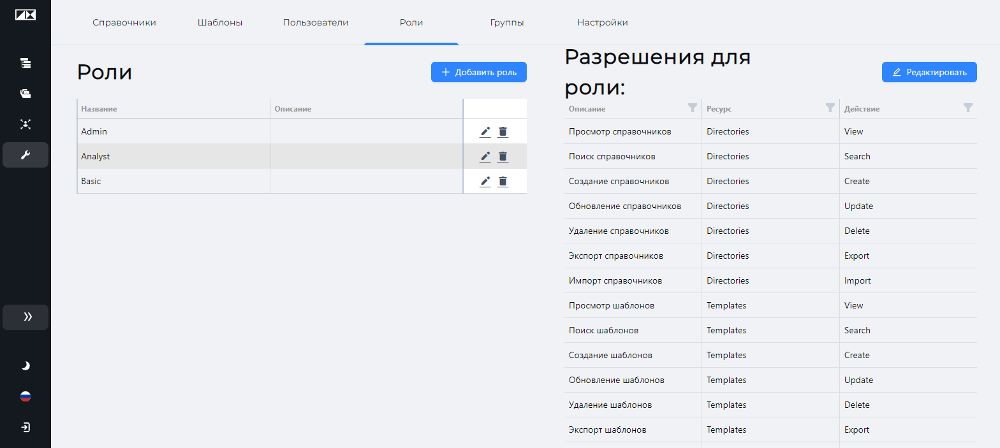 Справочники Шаблоны Пользователи Роли Группы Настройки
Роли
Добавить роль
Название Описание
Admin
Analyst
Basic
Разрешения для
роли:
Редактировать
Описание Ресурс Действие
Просмотр справочников Directories View
Поиск справочников Directories Search
Создание справочников Directories Create
Обновление справочников Directories Update
Удаление справочников Directories Delete
Экспорт справочников Directories Export
Импорт справочников Directories Import
Просмотр шаблонов Templates View
Поиск шаблонов Templates Search
Создание шаблонов Templates Create
Обновление шаблонов Templates Update
Удаление шаблонов Templates Delete
Экспорт шаблонов Templates Export